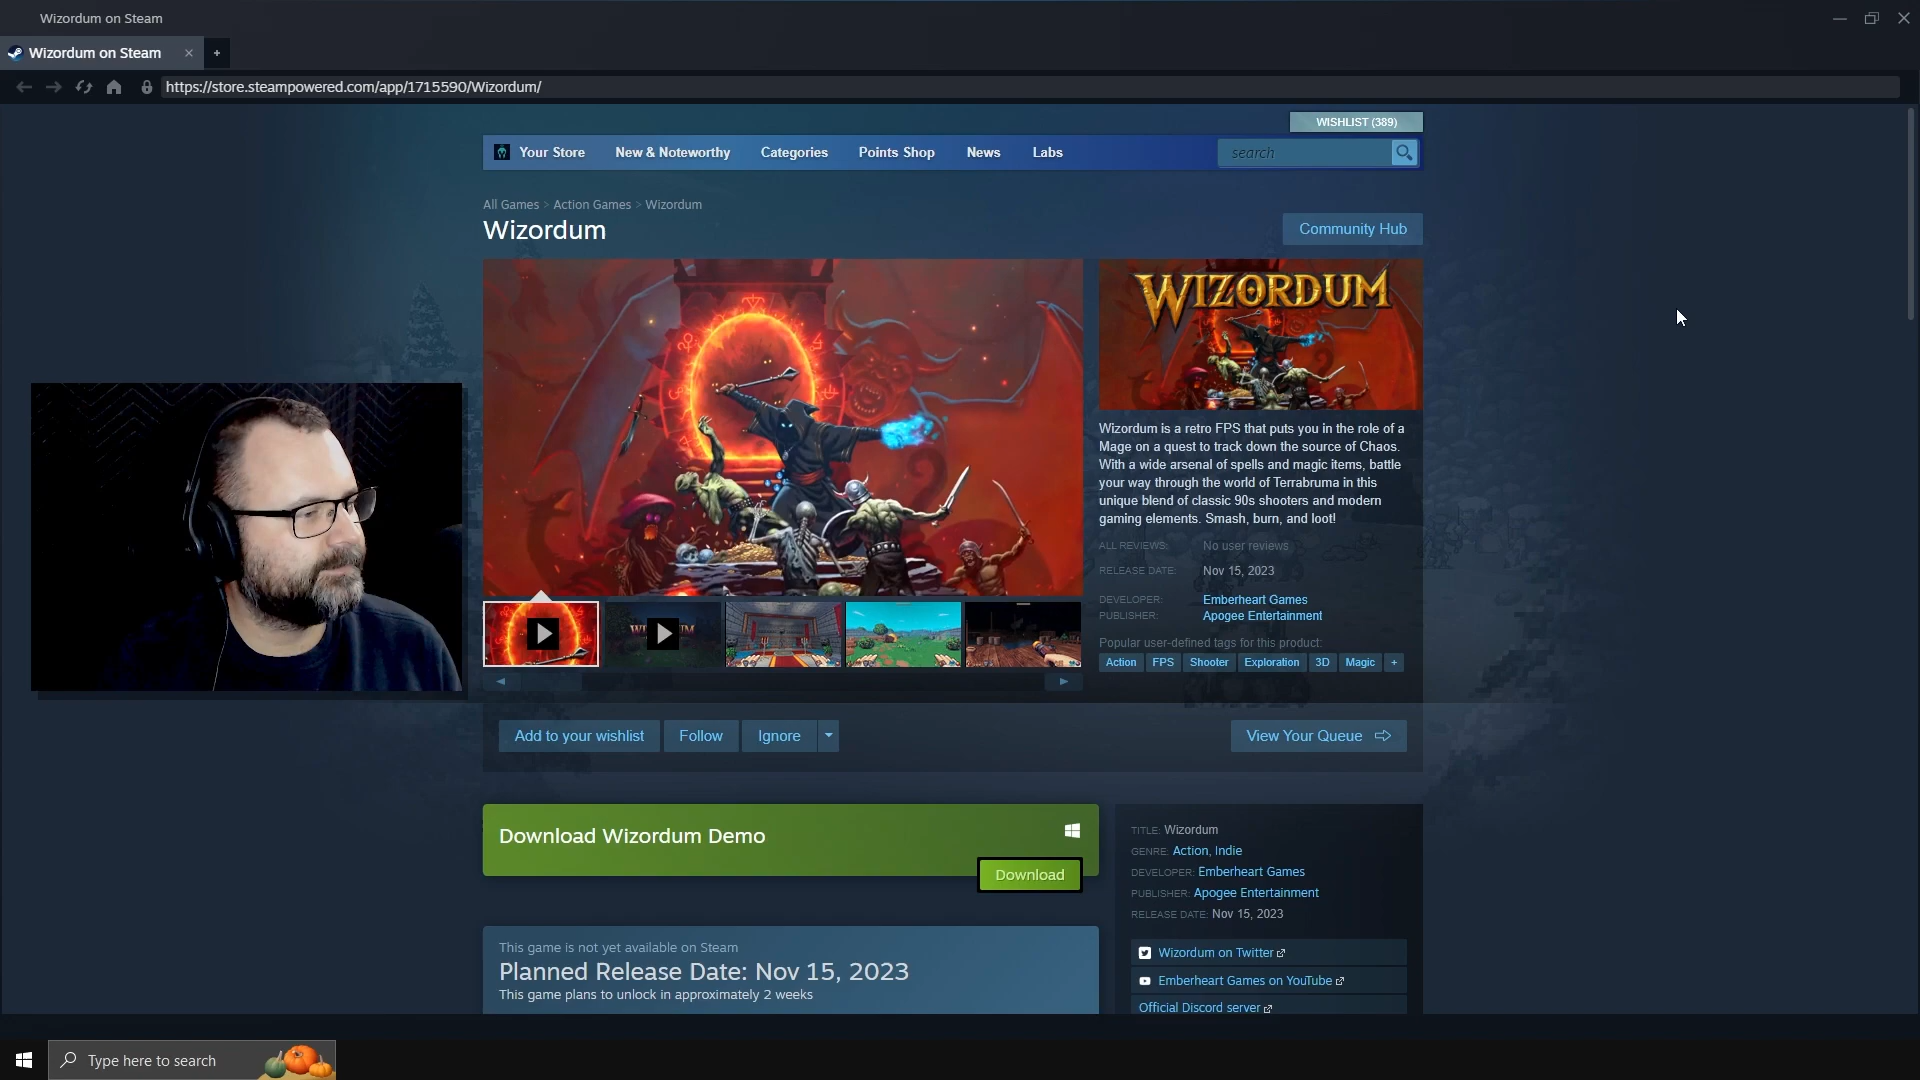 Wizordum on Steam
Wizordum on Steam
https://store.steampowered.com/app/1715590/Wizordum/
WISHLIST (389)
Your Store New & Noteworthy Categories Points Shop News Labs search
All Games > Action Games > Wizordum
Wizordum
Community Hub
WIZORDUM
Wizordum is a retro FPS that puts you in the role of a
Mage on a quest to track down the source of Chaos.
With a wide arsenal of spells and magic items, battle
your way through the world of Terrabruma in this
unique blend of classic 90s shooters and modern
gaming elements. Smash, burn, and loot!
ALL REVIEWS: No user reviews
RELEASE DATE: Nov 15, 2023
DEVELOPER: Emberheart Games
PUBLISHER: Apogee Entertainment
Popular user-defined tags for this product:
Action FPS Shooter Exploration 3D Magic +
Add to your wishlist Follow Ignore View Your Queue
Download Wizordum Demo
Download
This game is not yet available on Steam
Planned Release Date: Nov 15, 2023
This game plans to unlock in approximately 2 weeks
TITLE: Wizordum
GENRE: Action, Indie
DEVELOPER: Emberheart Games
PUBLISHER: Apogee Entertainment
RELEASE DATE: Nov 15, 2023
Wizordum on Twitter
Emberheart Games on YouTube
Official Discord server
Type here to search